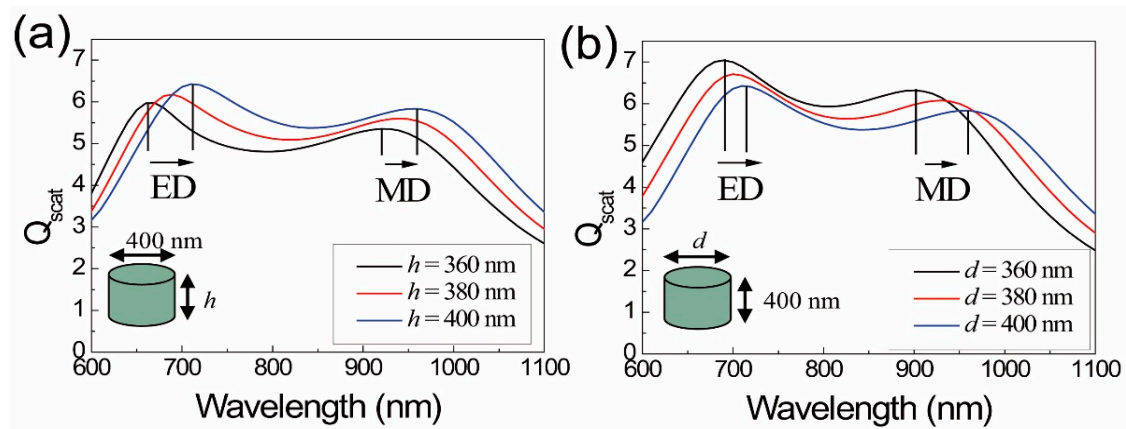 (a)
7
6
5
4
3
2
1
0
Q_scat
ED
MD
400 nm
h
h = 360 nm
h = 380 nm
h = 400 nm
600 700 800 900 1000 1100
Wavelength (nm)
(b)
7
6
5
4
3
2
1
0
Q_scat
ED
MD
d
400 nm
d = 360 nm
d = 380 nm
d = 400 nm
600 700 800 900 1000 1100
Wavelength (nm)